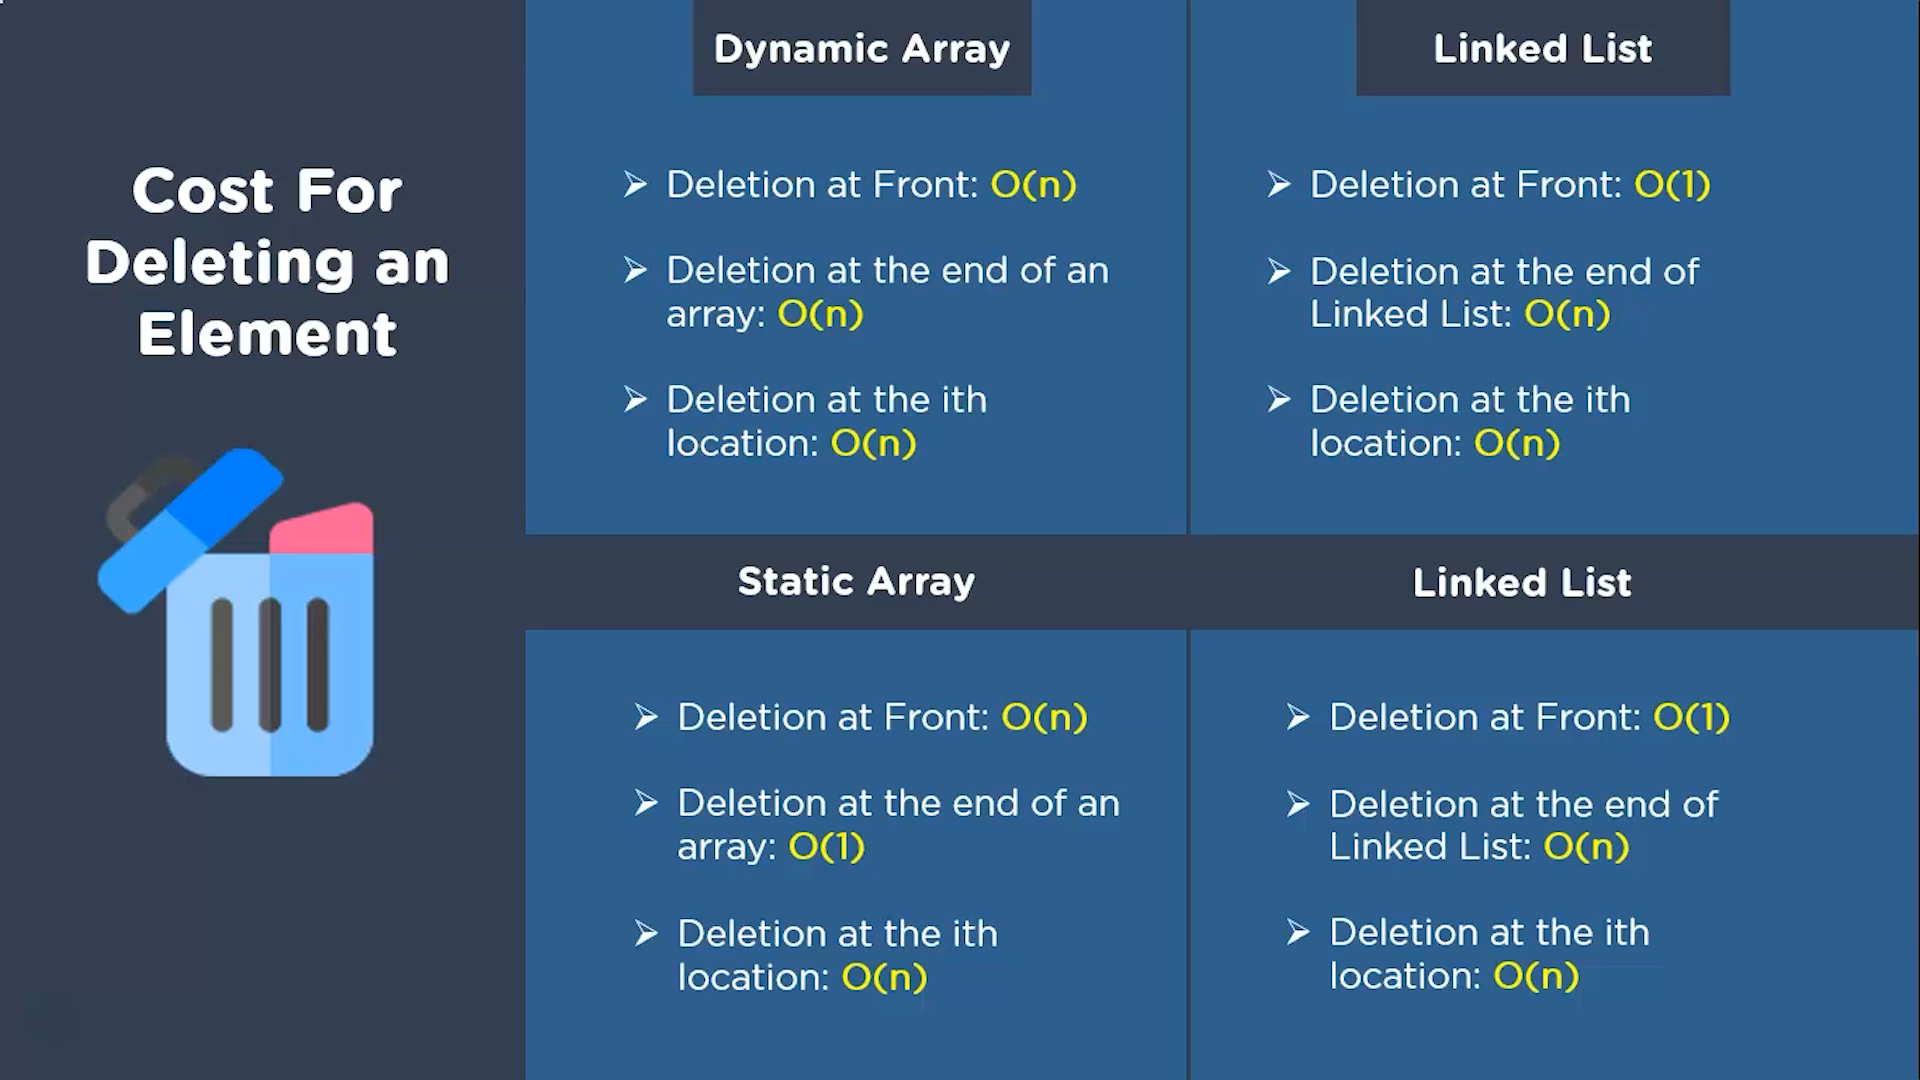 Cost For
Deleting an
Element
Dynamic Array
➢ Deletion at Front: O(n)
➢ Deletion at the end of an
array: O(n)
➢ Deletion at the ith
location: O(n)
Linked List
➢ Deletion at Front: O(1)
➢ Deletion at the end of
Linked List: O(n)
➢ Deletion at the ith
location: O(n)
Static Array
➢ Deletion at Front: O(n)
➢ Deletion at the end of an
array: O(1)
➢ Deletion at the ith
location: O(n)
Linked List
➢ Deletion at Front: O(1)
➢ Deletion at the end of
Linked List: O(n)
➢ Deletion at the ith
location: O(n)